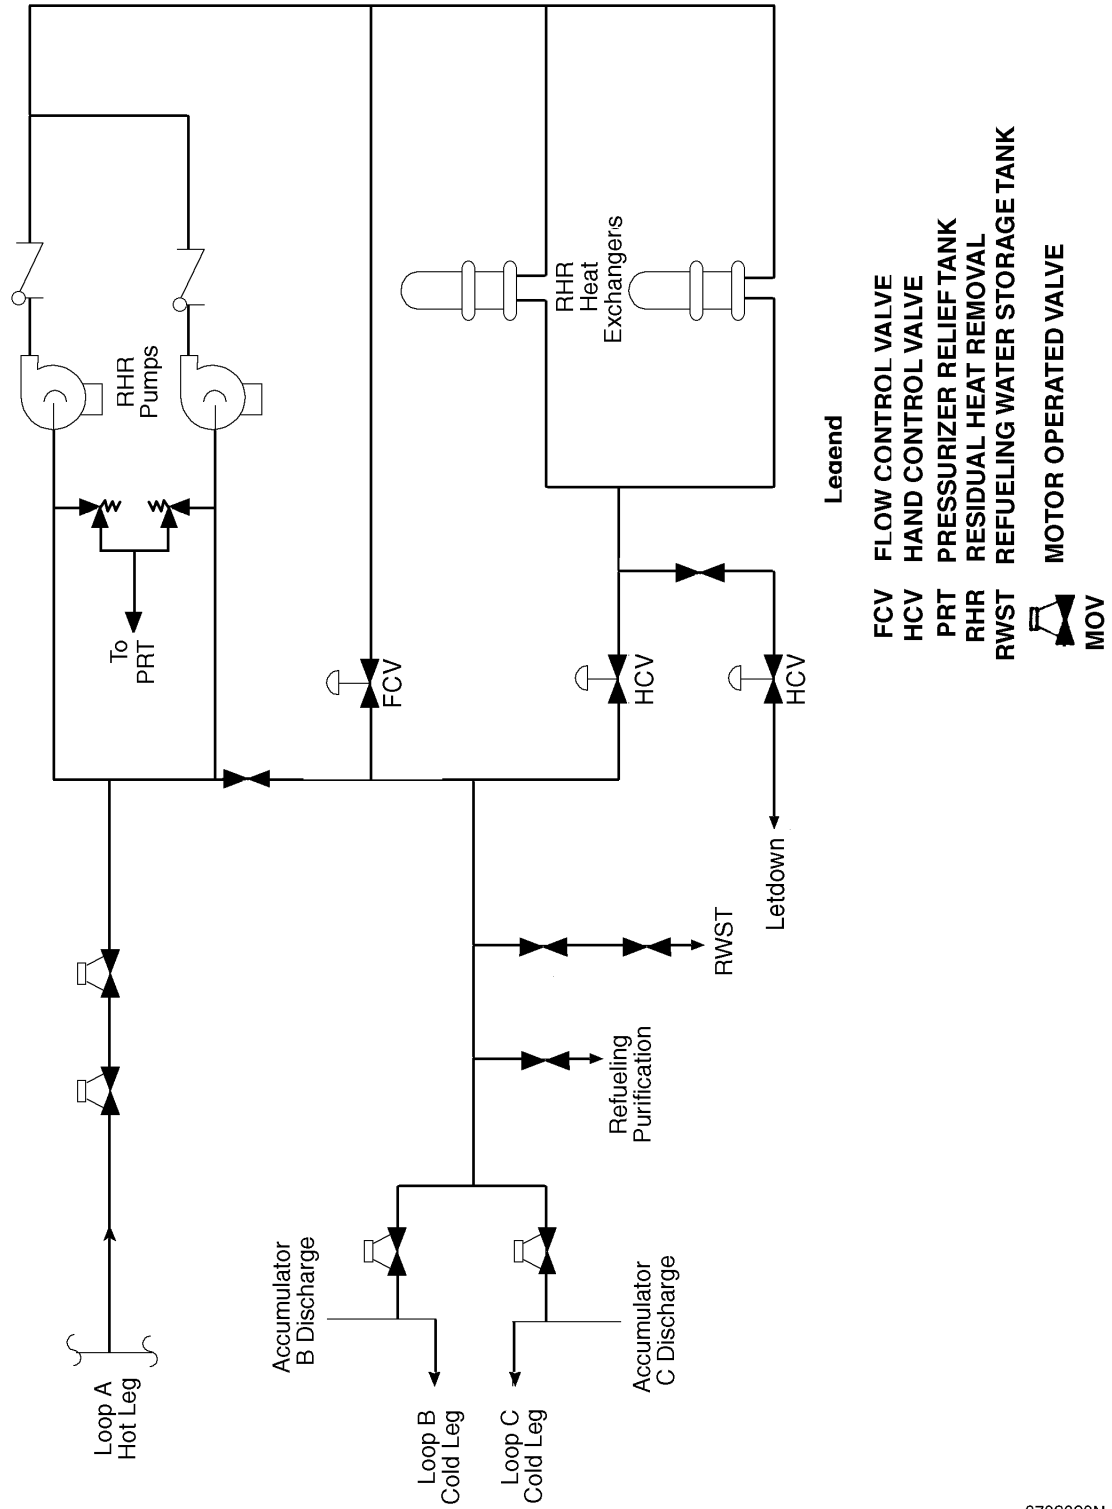 RHR
Pumps
To
PRT
FCV
RHR
Heat
Exchangers
HCV
HCV
Letdown
RWST
Refueling
Purification
Loop A
Hot Leg
Accumulator
B Discharge
Loop B
Cold Leg
Loop C
Cold Leg
Accumulator
C Discharge
Legend
FCV FLOW CONTROL VALVE
HCV HAND CONTROL VALVE
PRT PRESSURIZER RELIEF TANK
RHR RESIDUAL HEAT REMOVAL
RWST REFUELING WATER STORAGE TANK
MOV MOTOR OPERATED VALVE